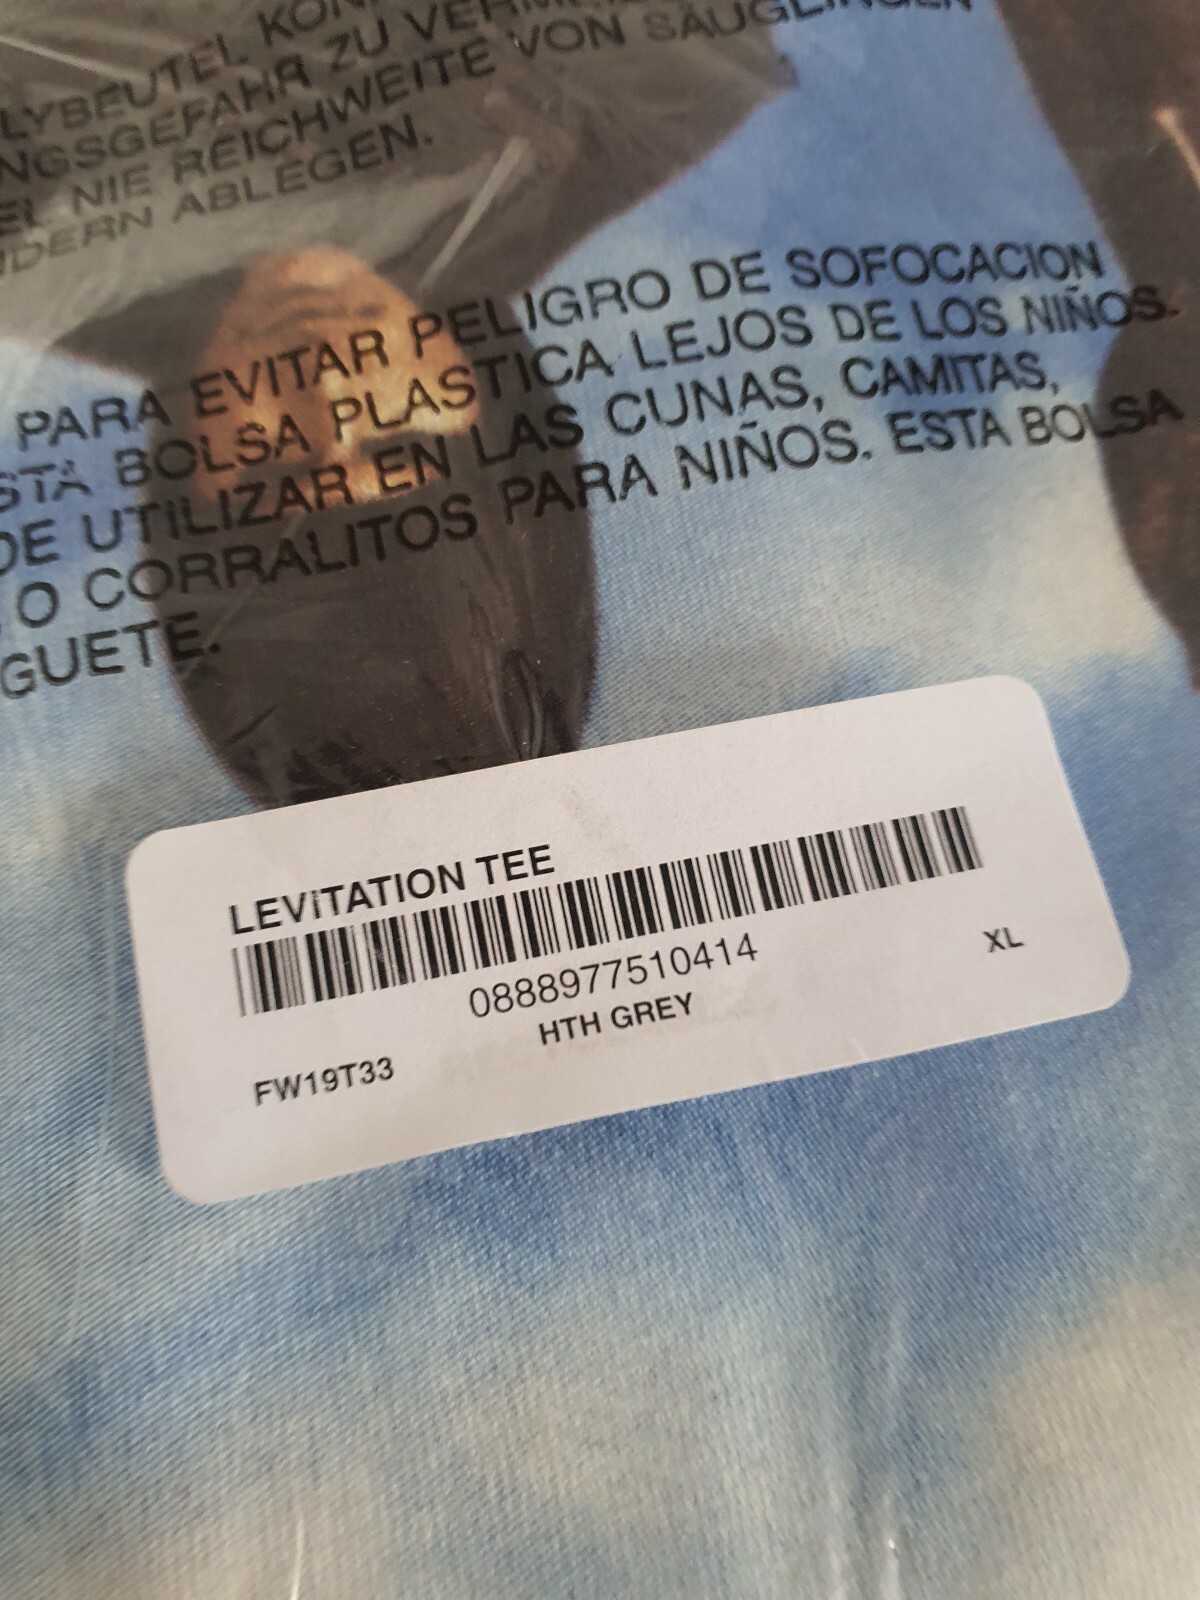 LYBEUTEL
NGSGEFAHR ZU
EL NIE REICHWEITE VON SÄUGLINGEN
NDERN ABLEGEN.
PARA EVITAR PELIGRO DE SOFOCACION
STA BOLSA PLASTICA LEJOS DE LOS NIÑOS.
DE UTILIZAR EN LAS CUNAS, CAMITAS,
O CORRALITOS PARA NIÑOS. ESTA BOLSA
GUETE.
LEVITATION TEE
0888977510414
XL
HTH GREY
FW19T33